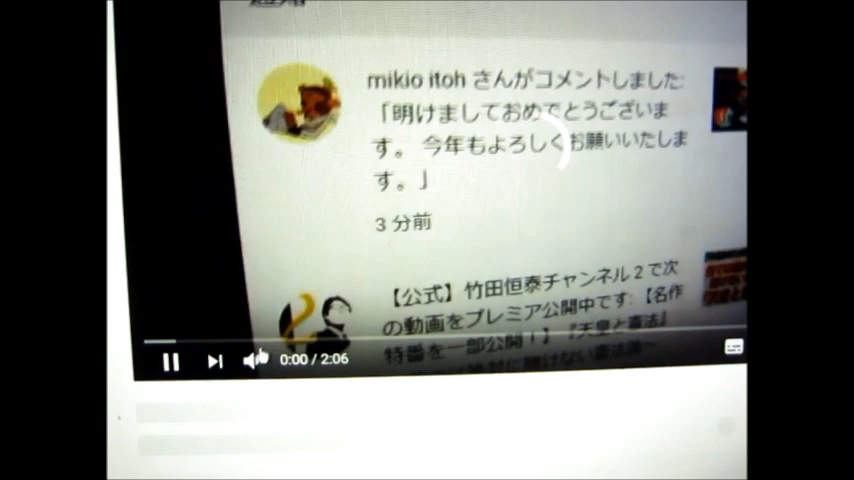 mikio itoh さんがコメントしました:
「明けましておめでとうございま
す。 今年もよろしくお願いいたしま
す。」
3 分前
【公式】竹田恒泰チャンネル2で次
の動画をプレミア公開中です:【名作
特番を一部公開！】『天皇と憲法』
0:00 / 2:06